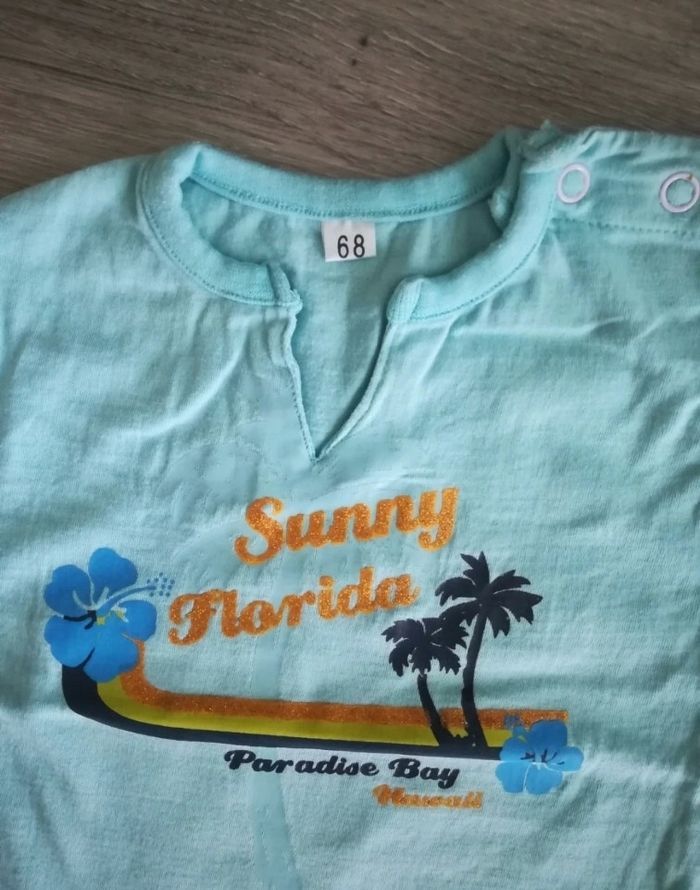 68
Sunny
Florida
Paradise Bay
Hawaii